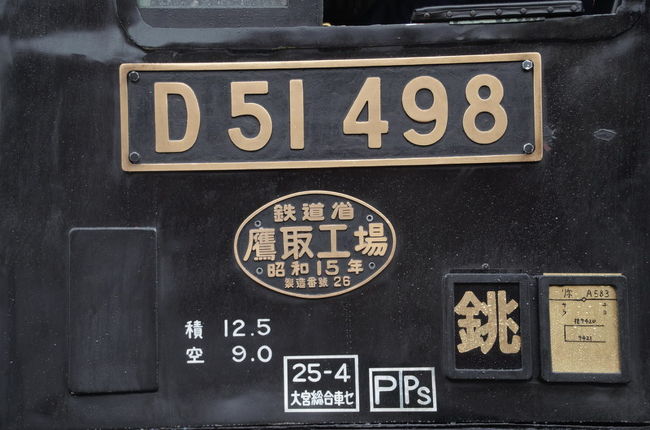 D51 498
鉄道省
鷹取工場
昭和15年
製造番號 26
積 12.5
空 9.0
25-4
大宮総合車セ
P Ps
銚
A583